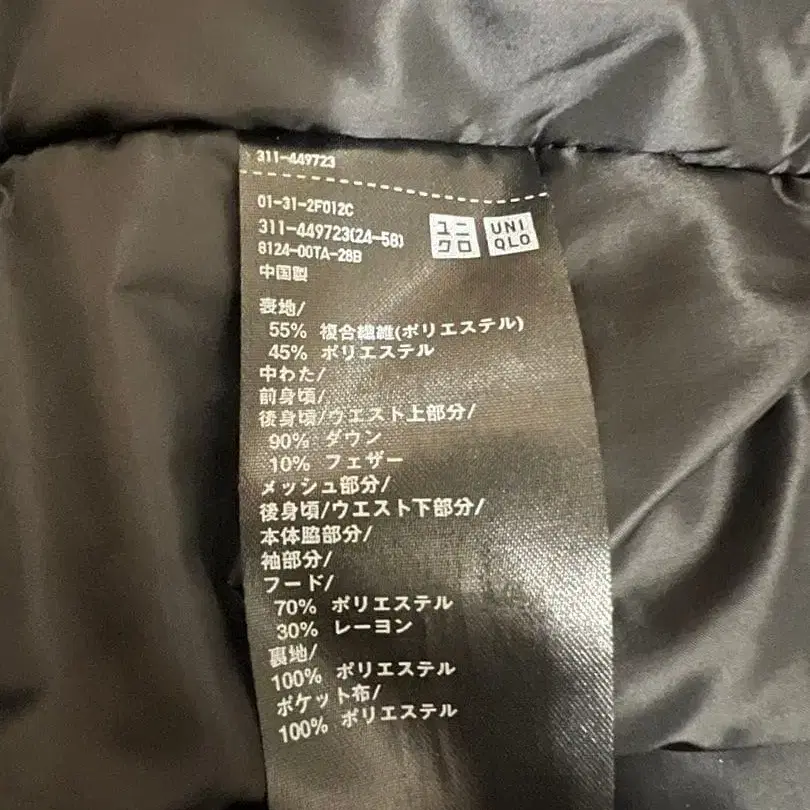 311-449723
01-31-2F012C
311-449723(24-58)
8124-00TA-28B
中国製
ユニ
クロ
UNI
QLO
表地/
55% 複合繊維(ポリエステル)
45% ポリエステル
中わた/
前身頃/
後身頃/ウエスト上部分/
90% ダウン
10% フェザー
メッシュ部分/
後身頃/ウエスト下部分/
本体脇部分/
袖部分/
フード/
70% ポリエステル
30% レーヨン
裏地/
100% ポリエステル
ポケット布/
100% ポリエステル